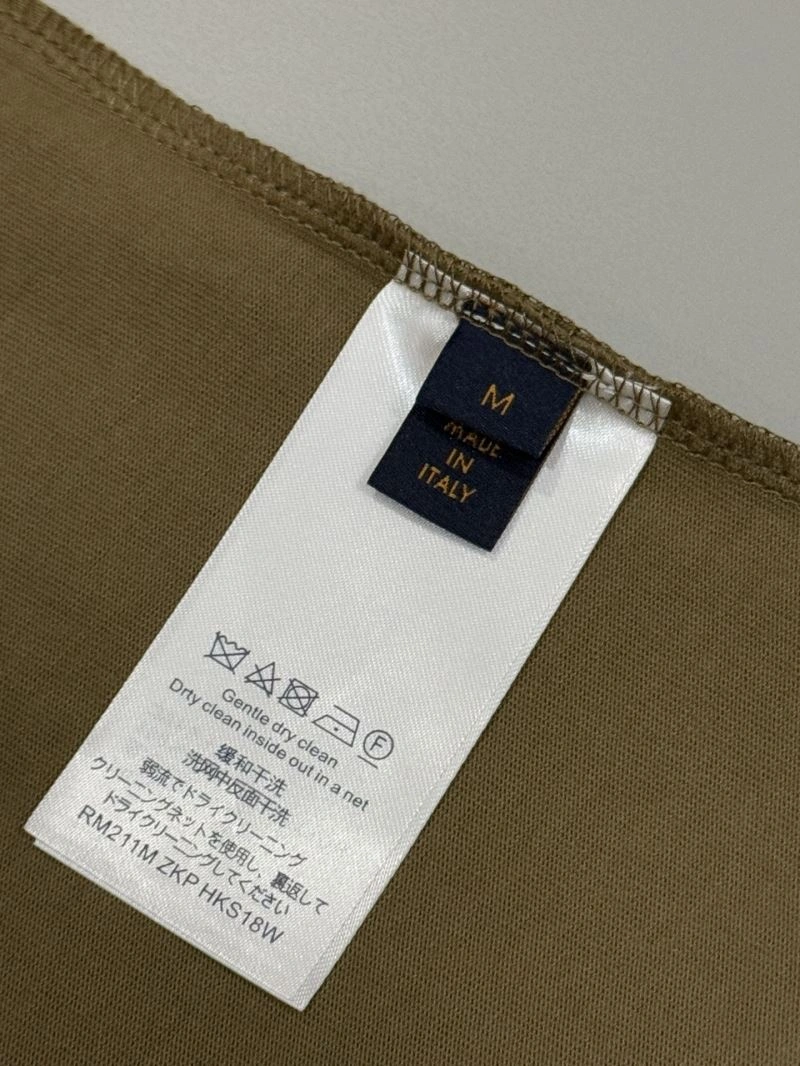 M
MADE
IN
ITALY
F
Gentle dry clean
Drty clean inside out in a net
缓和干洗
洗网中反面干洗
弱流でドライクリーニング
クリーニングネットを使用し、裏返して
ドライクリーニングしてください
RM211M ZKP HKS18W